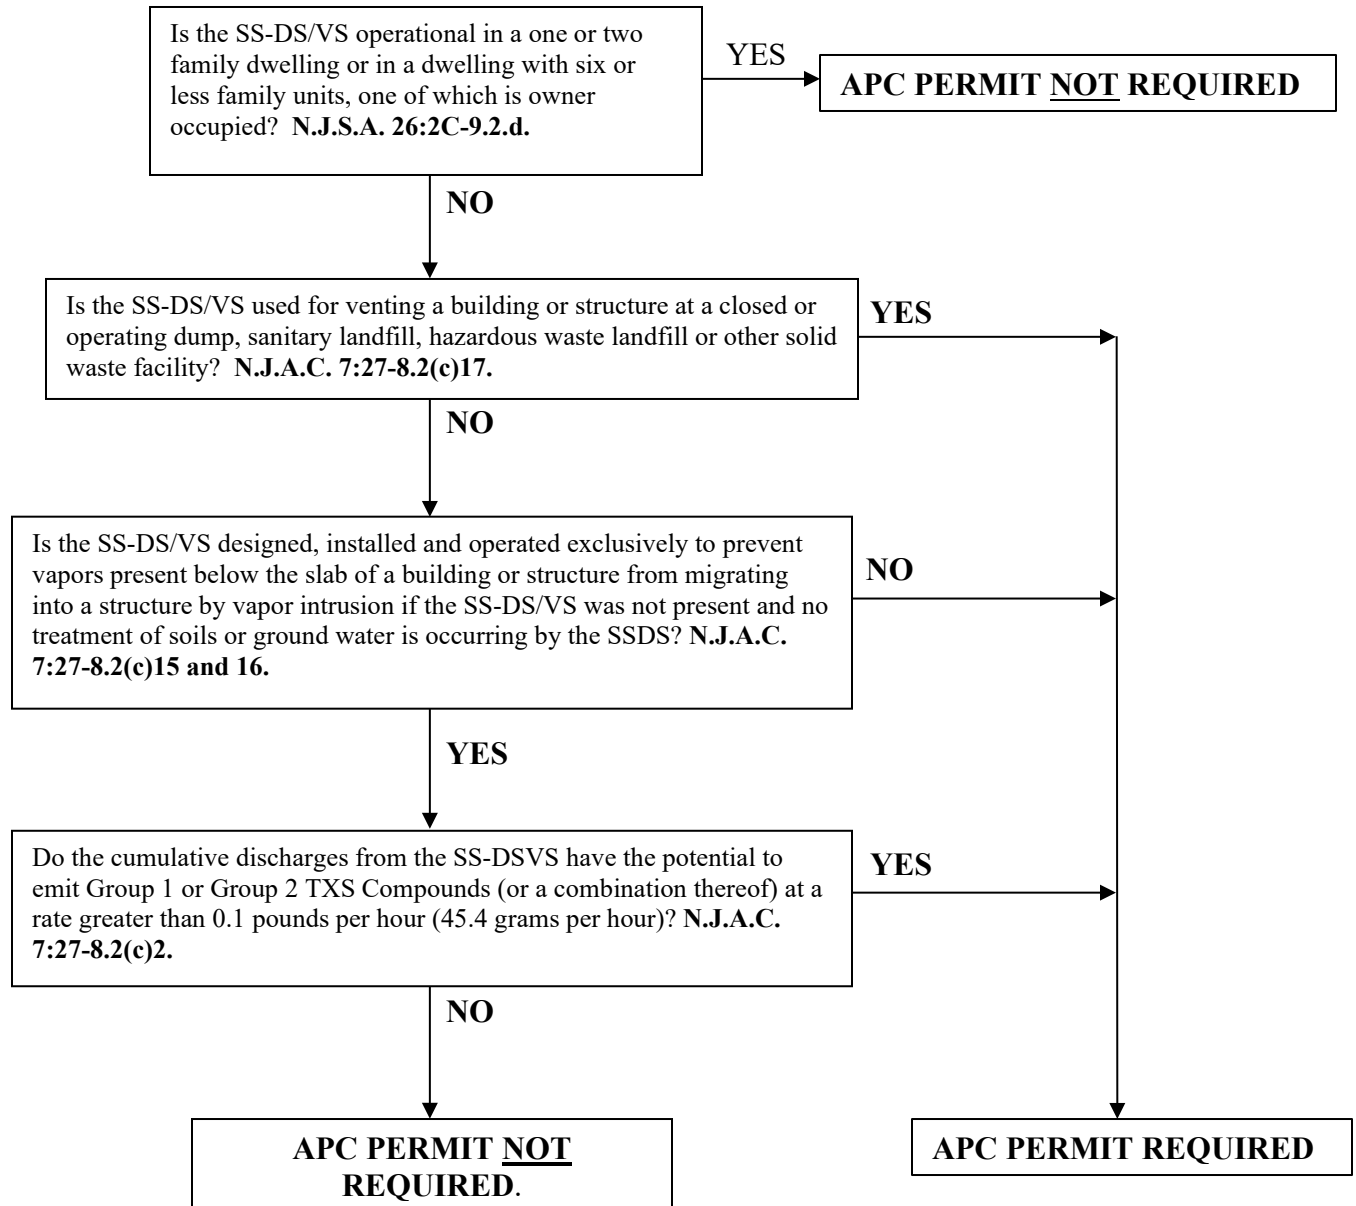 Is the SS-DS/VS operational in a one or two
family dwelling or in a dwelling with six or
less family units, one of which is owner
occupied? N.J.S.A. 26:2C-9.2.d.
YES
APC PERMIT NOT REQUIRED
NO
Is the SS-DS/VS used for venting a building or structure at a closed or
operating dump, sanitary landfill, hazardous waste landfill or other solid
waste facility? N.J.A.C. 7:27-8.2(c)17.
YES
NO
Is the SS-DS/VS designed, installed and operated exclusively to prevent
vapors present below the slab of a building or structure from migrating
into a structure by vapor intrusion if the SS-DS/VS was not present and no
treatment of soils or ground water is occurring by the SSDS? N.J.A.C.
7:27-8.2(c)15 and 16.
NO
YES
Do the cumulative discharges from the SS-DSVS have the potential to
emit Group 1 or Group 2 TXS Compounds (or a combination thereof) at a
rate greater than 0.1 pounds per hour (45.4 grams per hour)? N.J.A.C.
7:27-8.2(c)2.
YES
NO
APC PERMIT NOT
REQUIRED.
APC PERMIT REQUIRED